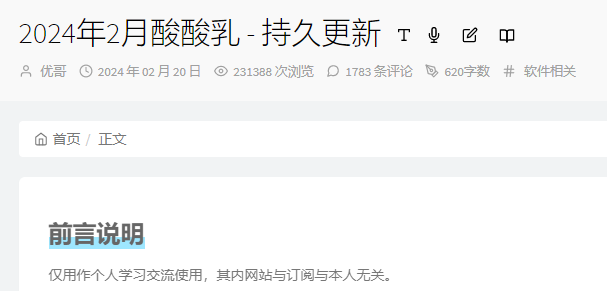 2024年2月酸酸乳 - 持久更新
优哥 2024 年 02 月 20 日 231388 次浏览 1783 条评论 620字数 # 软件相关
首页 / 正文
前言说明
仅用作个人学习交流使用，其内网站与订阅与本人无关。